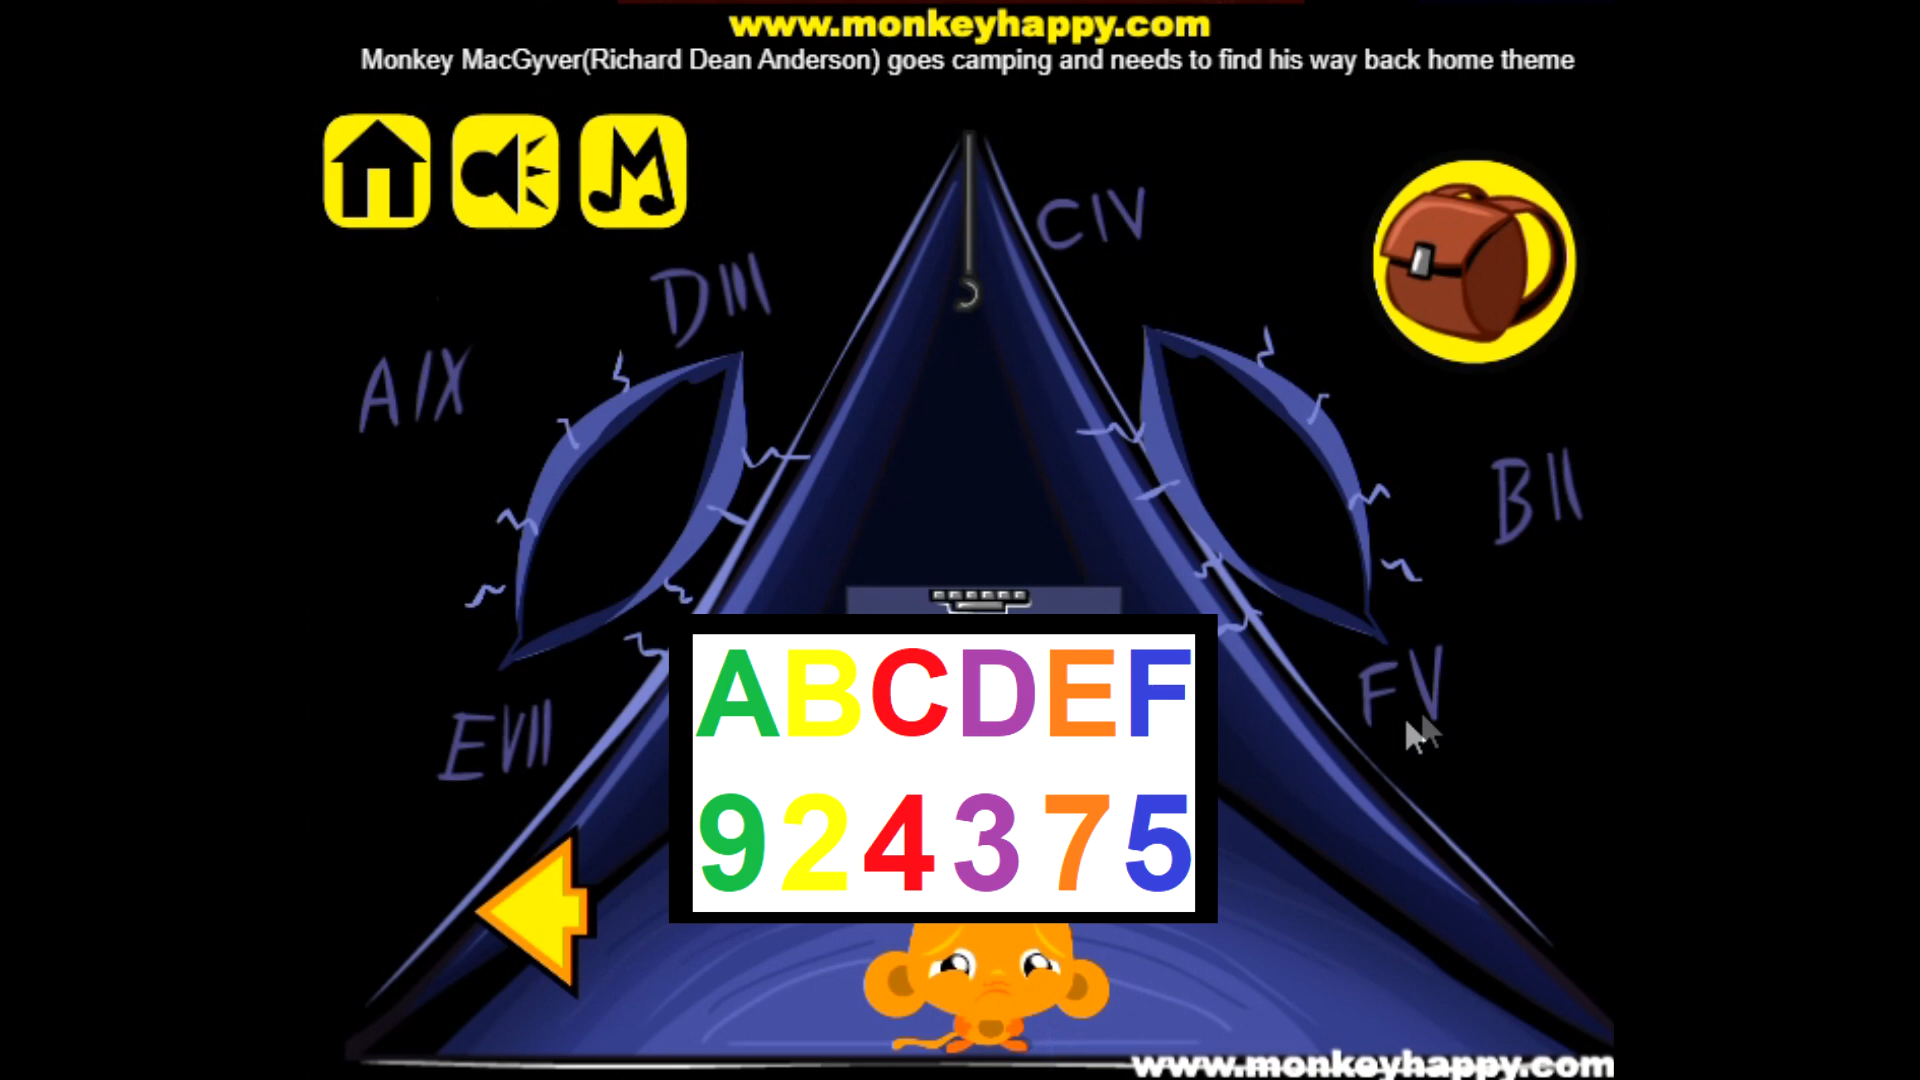 www.monkeyhappy.com
Monkey MacGyver(Richard Dean Anderson) goes camping and needs to find his way back home theme
CIV
DIII
AIX
BII
FV
EVII
ABCDEF
924375
www.monkeyhappy.com